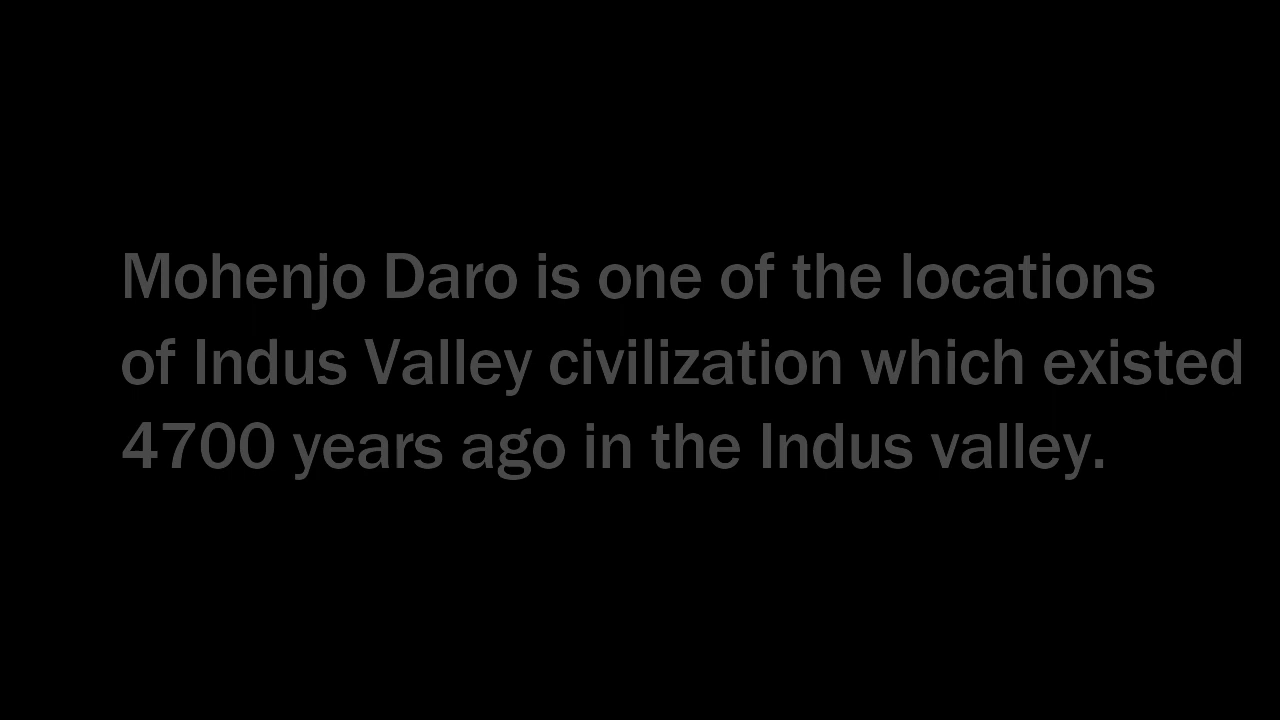 Mohenjo Daro is one of the locations
of Indus Valley civilization which existed
4700 years ago in the Indus valley.